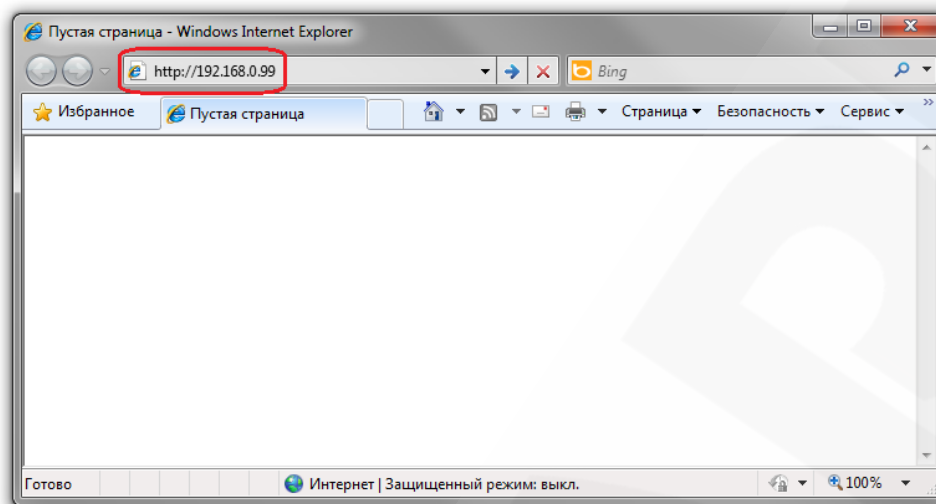 Пустая страница - Windows Internet Explorer
http://192.168.0.99
Bing
Избранное
Пустая страница
Страница
Безопасность
Сервис
Готово
Интернет | Защищенный режим: выкл.
100%